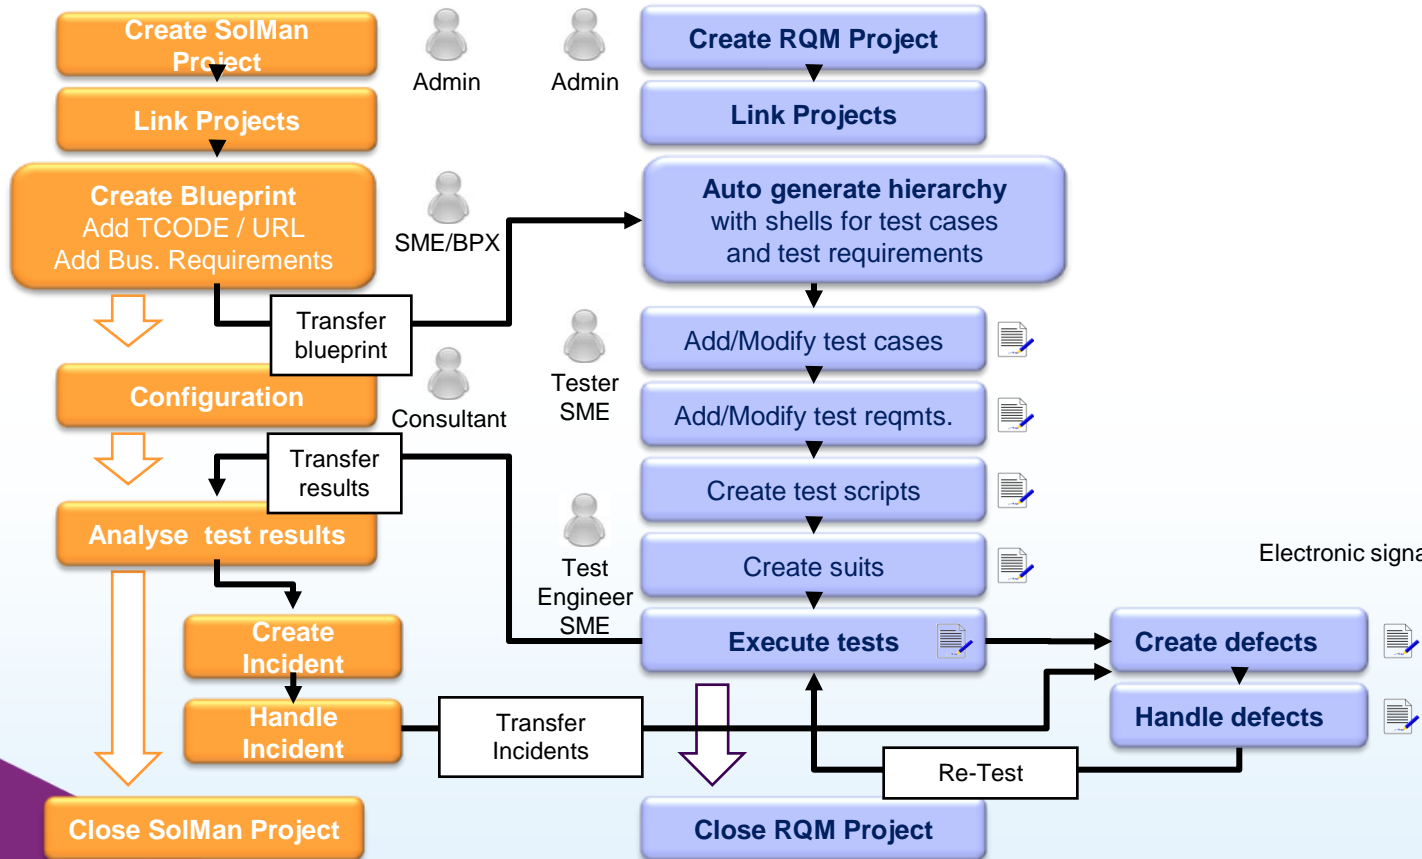 Create SolMan
Project
Admin
Admin
Create RQM Project
Link Projects
Link Projects
Create Blueprint
Add TCODE / URL
Add Bus. Requirements
SME/BPX
Auto generate hierarchy
with shells for test cases
and test requirements
Transfer
blueprint
Tester
SME
Add/Modify test cases
Configuration
Consultant
Add/Modify test reqmts.
Transfer
results
Create test scripts
Analyse test results
Test
Engineer
SME
Create suits
Electronic signa
Create
Incident
Execute tests
Create defects
Handle
Incident
Transfer
Incidents
Handle defects
Re-Test
Close SolMan Project
Close RQM Project